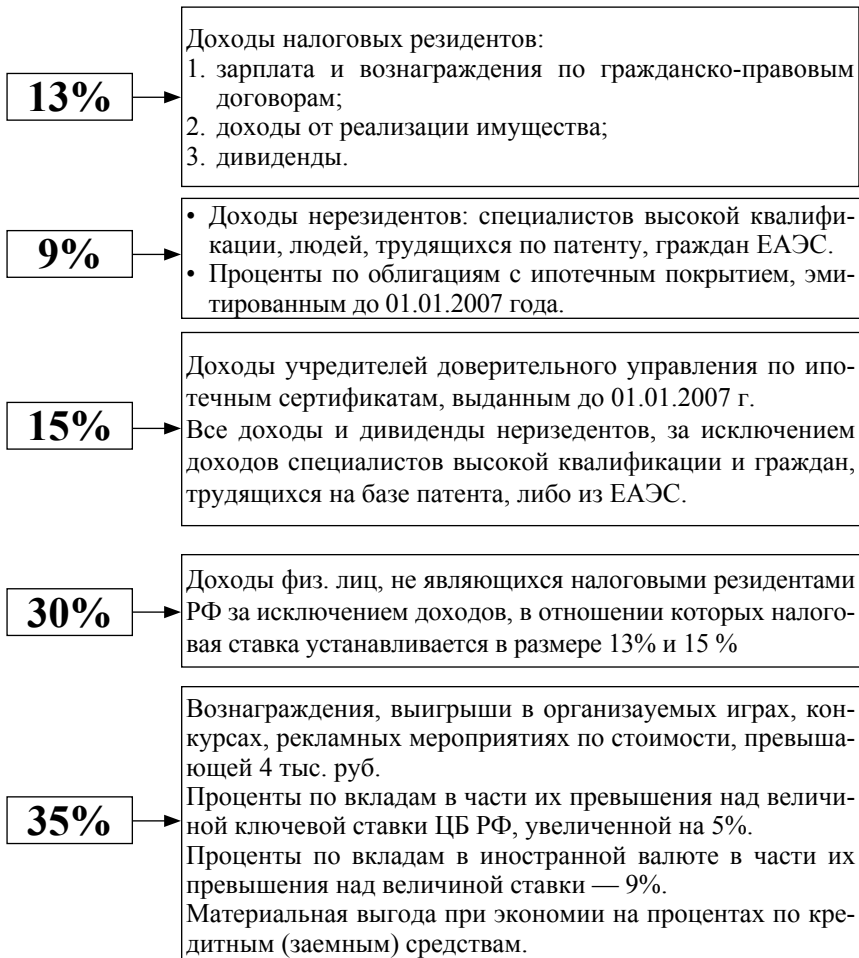 13%
Доходы налоговых резидентов:
1. зарплата и вознаграждения по гражданско-правовым
договорам;
2. доходы от реализации имущества;
3. дивиденды.
9%
• Доходы нерезидентов: специалистов высокой квалифи-
кации, людей, трудящихся по патенту, граждан ЕАЭС.
• Проценты по облигациям с ипотечным покрытием, эми-
тированным до 01.01.2007 года.
15%
Доходы учредителей доверительного управления по ипо-
течным сертификатам, выданным до 01.01.2007 г.
Все доходы и дивиденды неризедентов, за исключением
доходов специалистов высокой квалификации и граждан,
трудящихся на базе патента, либо из ЕАЭС.
30%
Доходы физ. лиц, не являющихся налоговыми резидентами
РФ за исключением доходов, в отношении которых налого-
вая ставка устанавливается в размере 13% и 15 %
35%
Вознаграждения, выигрыши в организауемых играх, кон-
курсах, рекламных мероприятиях по стоимости, превыша-
ющей 4 тыс. руб.
Проценты по вкладам в части их превышения над величи-
ной ключевой ставки ЦБ РФ, увеличенной на 5%.
Проценты по вкладам в иностранной валюте в части их
превышения над величиной ставки — 9%.
Материальная выгода при экономии на процентах по кре-
дитным (заемным) средствам.